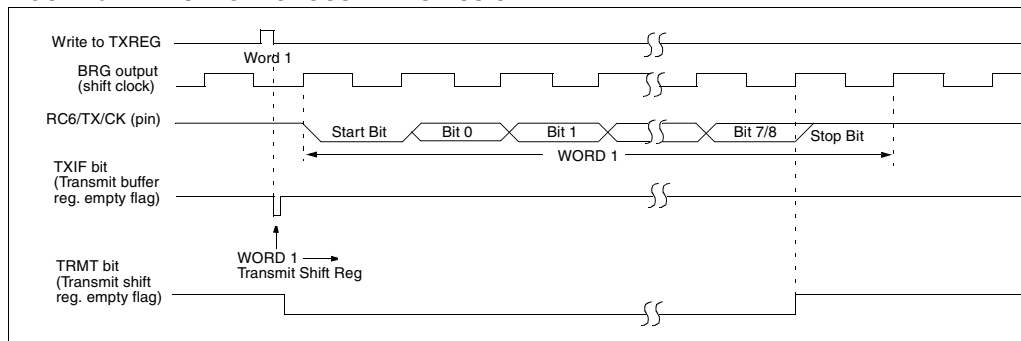 Write to TXREG
Word 1
BRG output
(shift clock)
RC6/TX/CK (pin)
Start Bit
Bit 0
Bit 1
Bit 7/8
Stop Bit
WORD 1
TXIF bit
(Transmit buffer
reg. empty flag)
WORD 1
Transmit Shift Reg
TRMT bit
(Transmit shift
reg. empty flag)